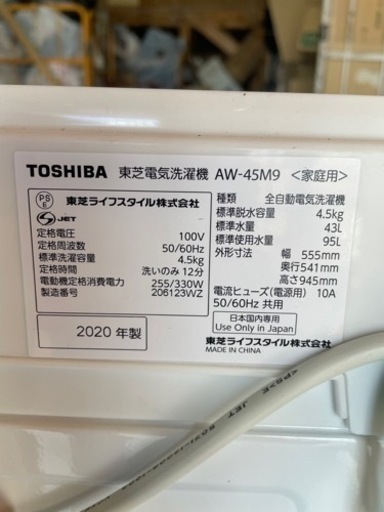 TOSHIBA 東芝電気洗濯機 AW-45M9 <家庭用>
PS
E
JET
東芝ライフスタイル株式会社
定格電圧 100V
定格周波数 50/60Hz
標準洗濯容量 4.5kg
定格時間 洗いのみ 12分
電動機定格消費電力 255/330W
製造番号 206123WZ
2020 年製
種類 全自動電気洗濯機
標準脱水容量 4.5kg
標準水量 43L
標準使用水量 95L
外形寸法 幅 555mm
奥行541mm
高さ945mm
電流ヒューズ(電源用) 10A
50/60Hz 共用
日本国内専用
Use Only in Japan
東芝ライフスタイル株式会社
MADE IN CHINA